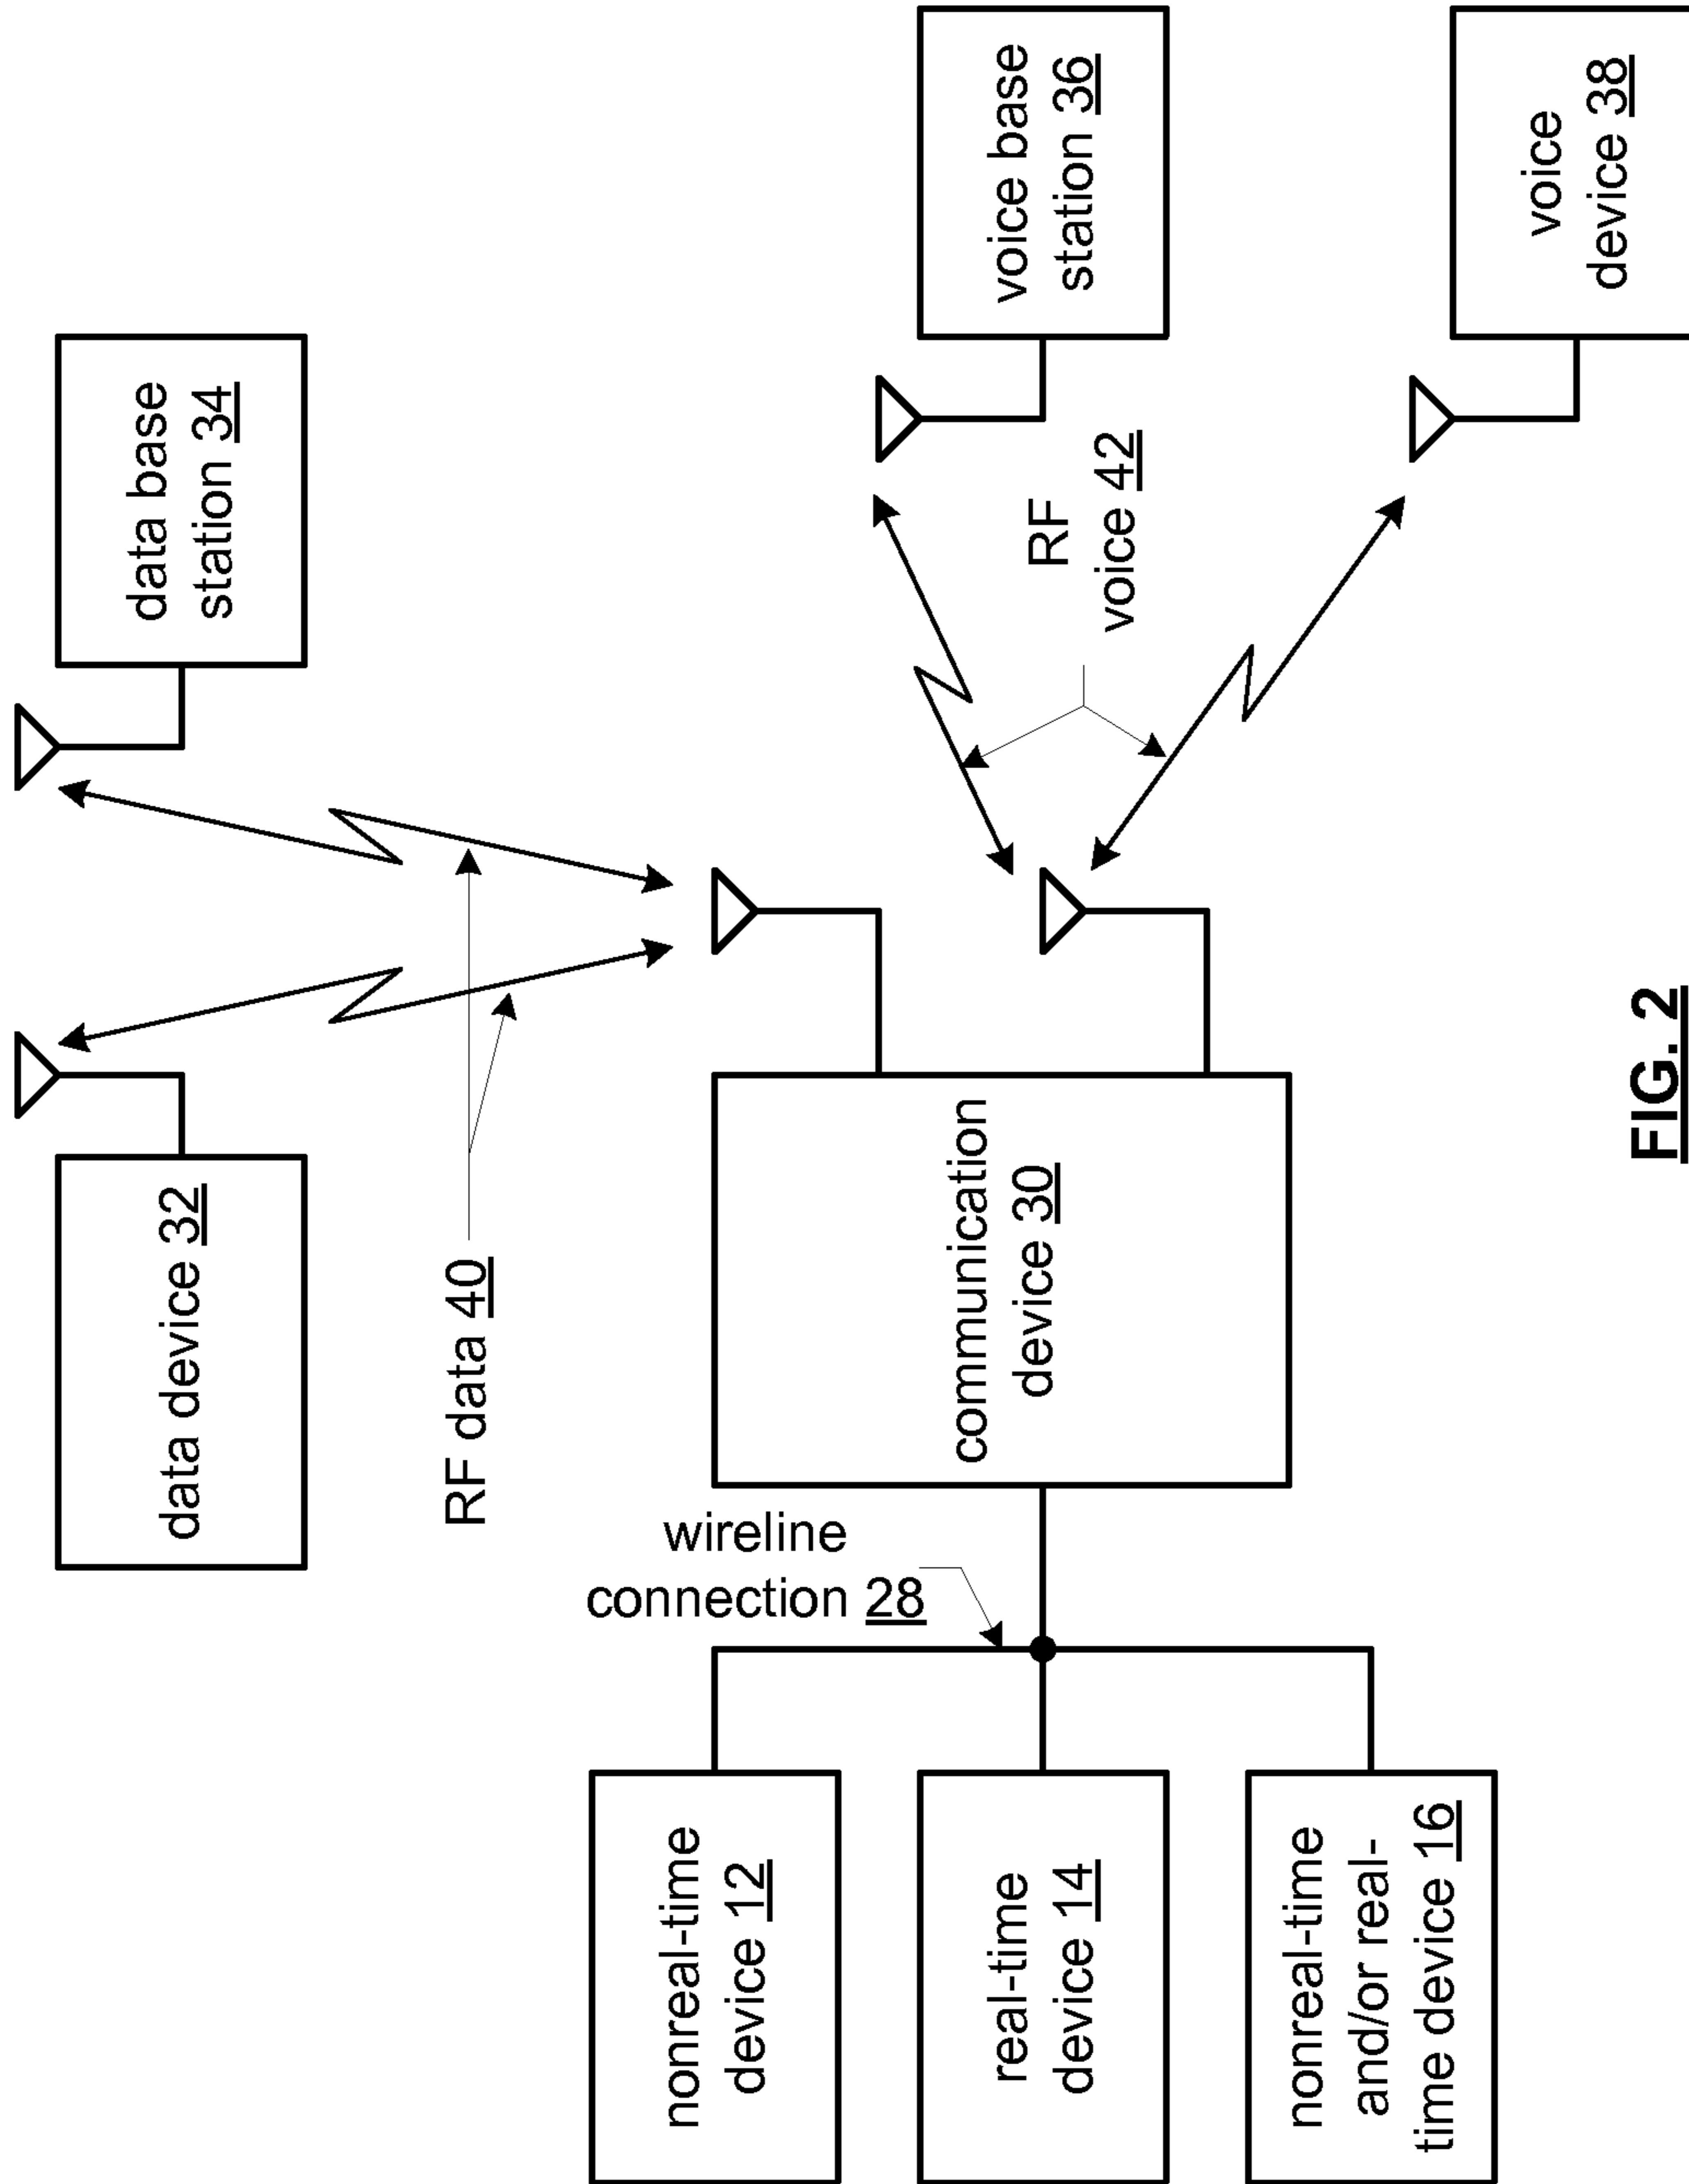 data device 32
data base
station 34
RF data 40
wireline
connection 28
nonreal-time
device 12
real-time
device 14
nonreal-time
and/or real-
time device 16
communication
device 30
RF
voice 42
voice base
station 36
voice
device 38
FIG. 2